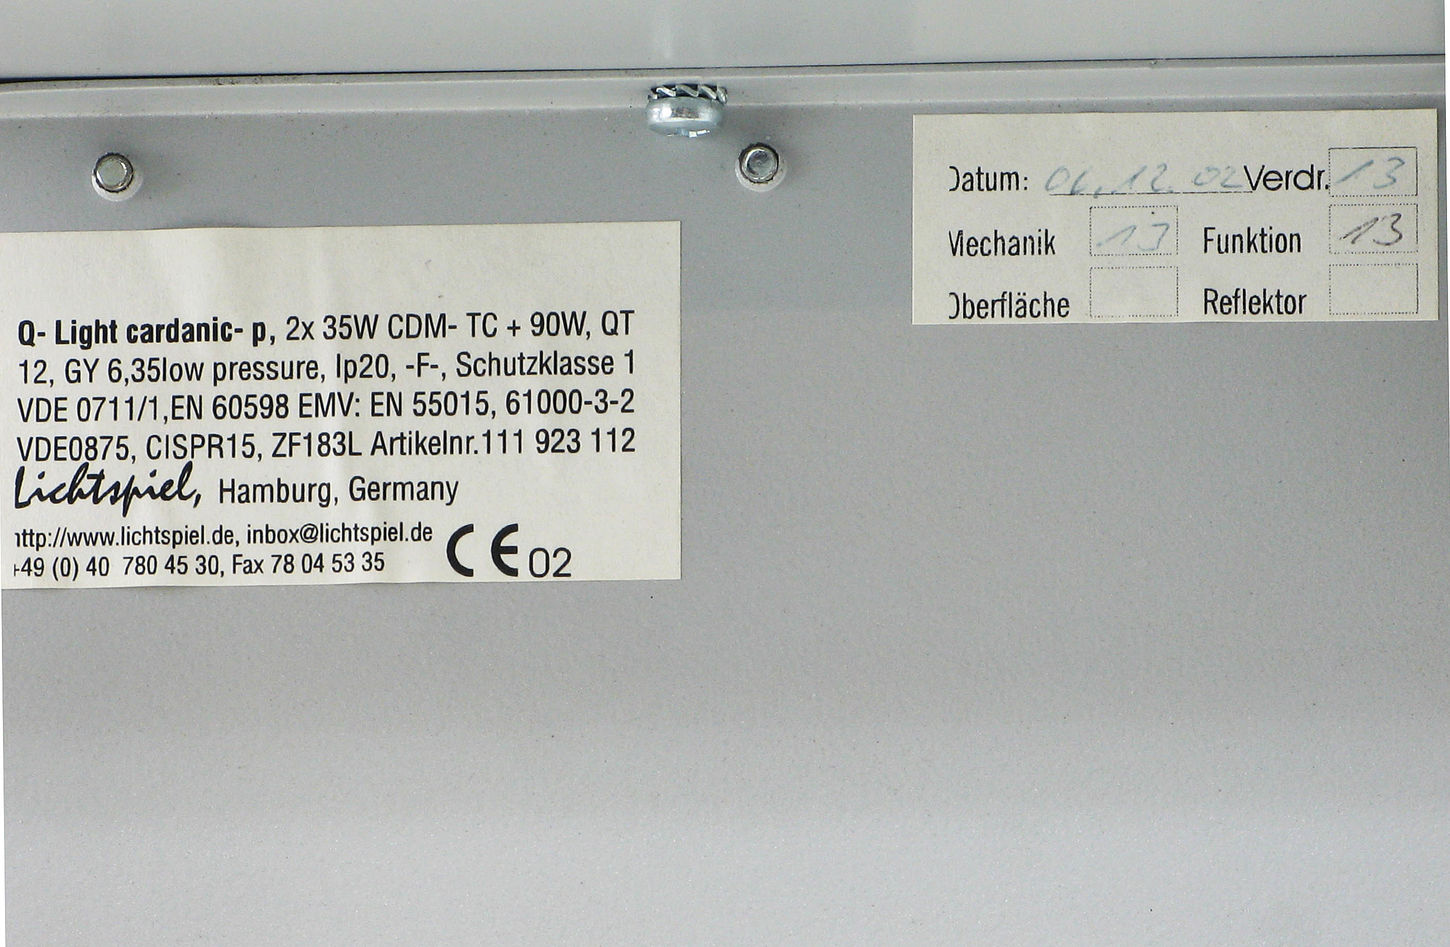 Q- Light cardanic- p, 2x 35W CDM- TC + 90W, QT
12, GY 6,35low pressure, Ip20, -F-, Schutzklasse 1
VDE 0711/1,EN 60598 EMV: EN 55015, 61000-3-2
VDE0875, CISPR15, ZF183L Artikelnr.111 923 112
Lichtspiel, Hamburg, Germany
http://www.lichtspiel.de, inbox@lichtspiel.de
+49 (0) 40 780 45 30, Fax 78 04 53 35 CE 02
Datum: 06.12.02 Verdr. 13
Mechanik 13 Funktion 13
Oberfläche Reflektor